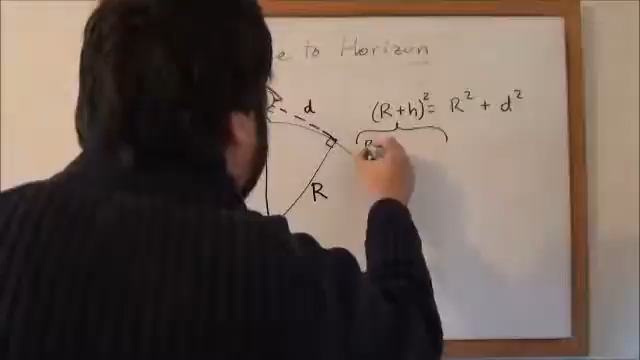 e to Horizon
d
(R+h)² = R² + d²
R
R